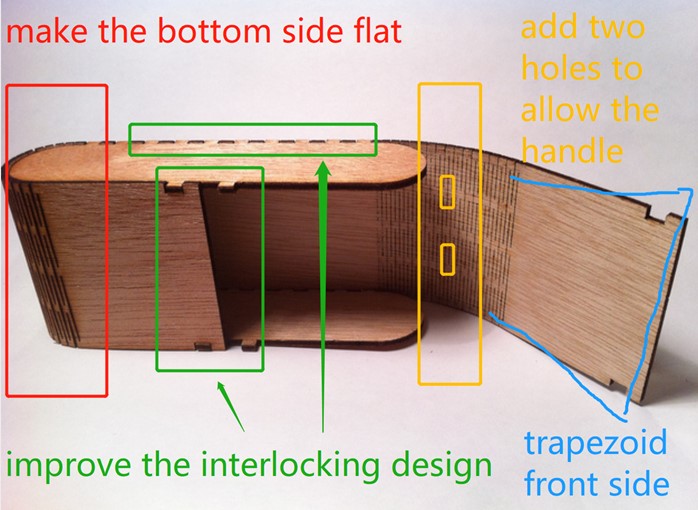 make the bottom side flat
add two
holes to
allow the
handle
improve the interlocking design
trapezoid
front side